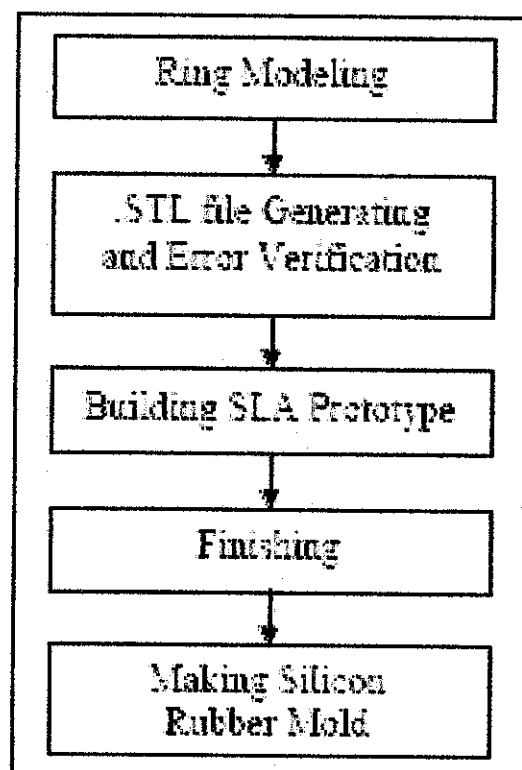 Ring Modeling
.STL file Generating
and Error Verification
Building SLA Prototype
Finishing
Making Silicon
Rubber Mold